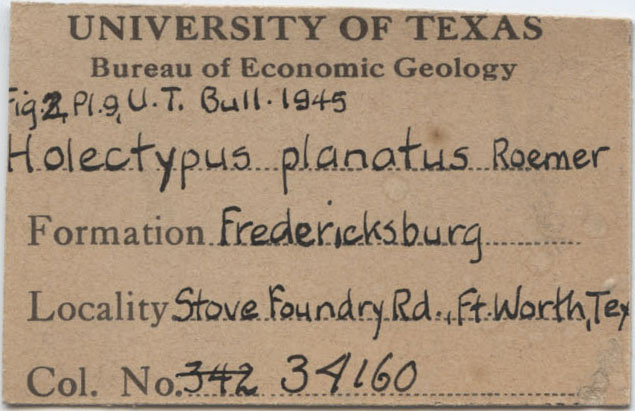 UNIVERSITY OF TEXAS
Bureau of Economic Geology
Fig. 2, Pl. 9, U.T. Bull. 1945
Holectypus planatus Roemer
Formation Fredericksburg
Locality Stove Foundry Rd., Ft. Worth, Tex
Col. No. 342 34160